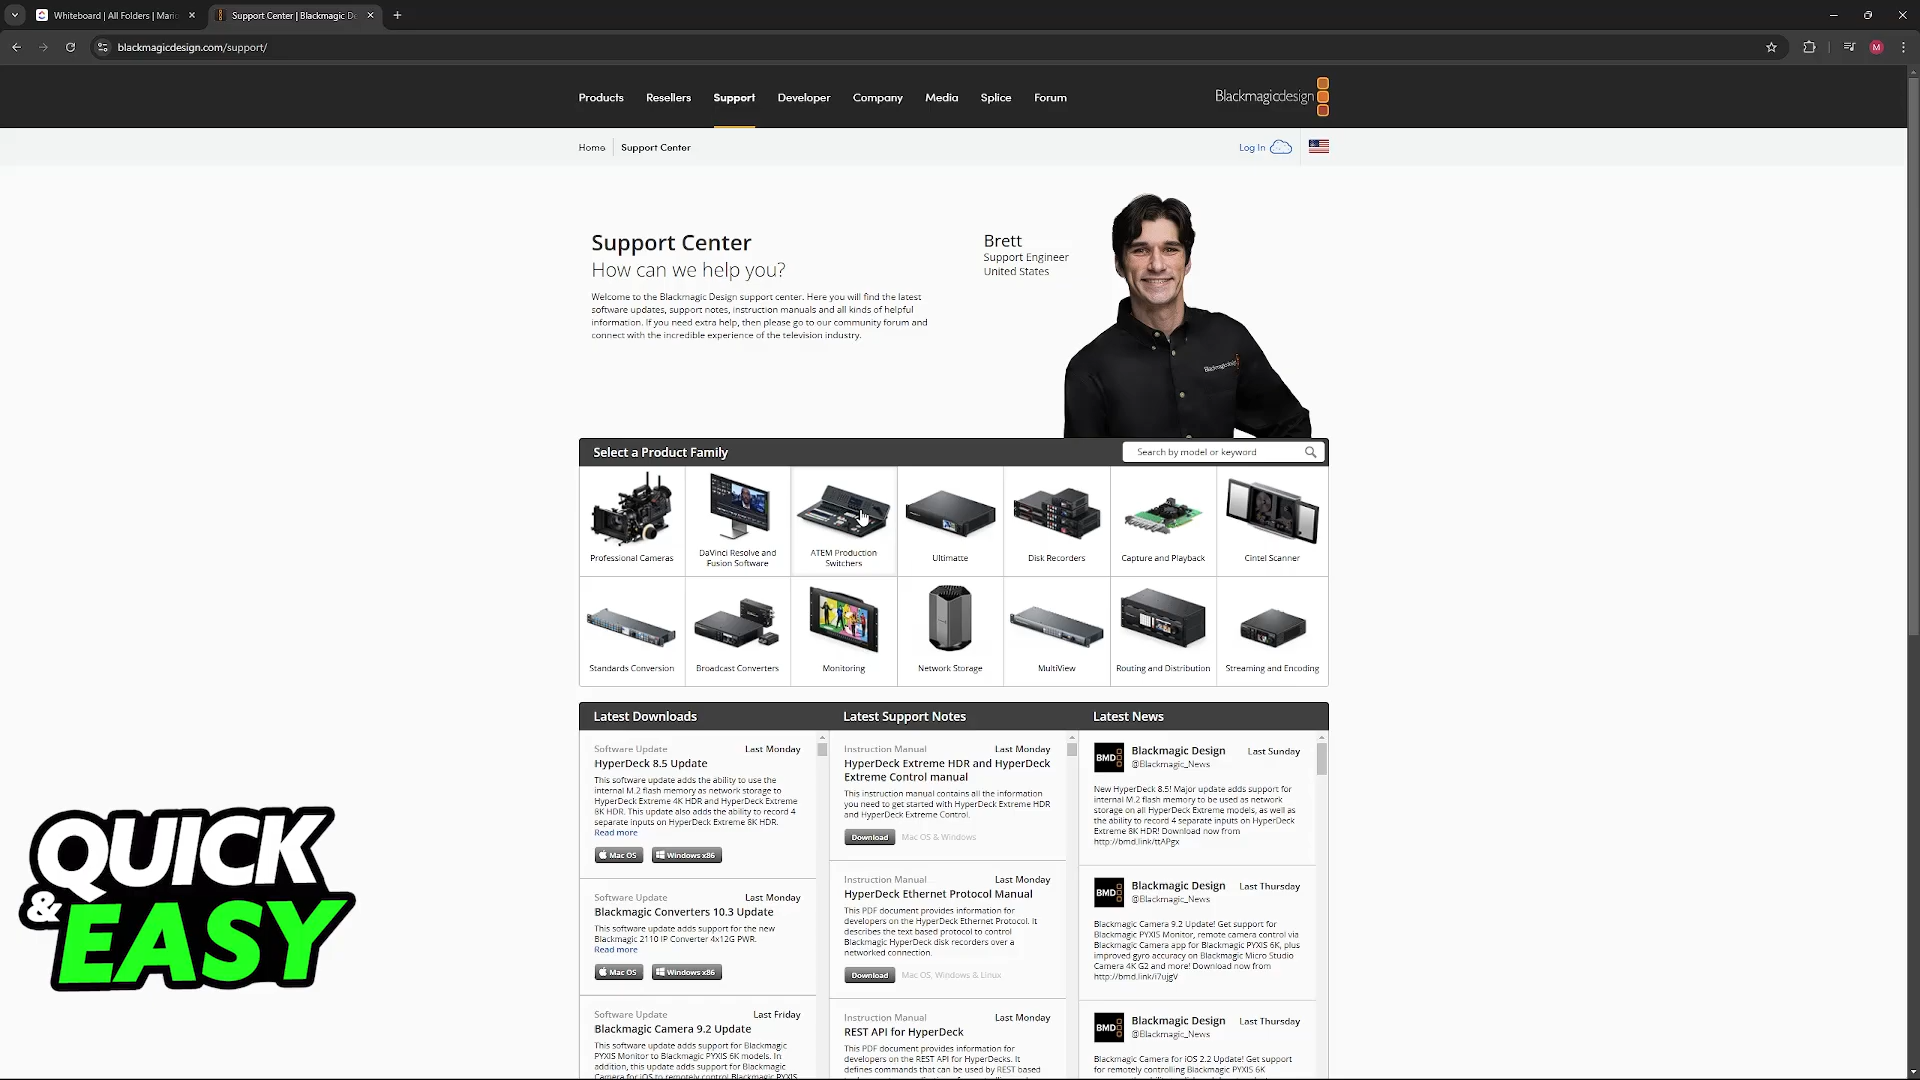 Whiteboard | All Folders | Mari
Support Center | Blackmagic De
blackmagicdesign.com/support/
M
Products
Resellers
Support
Developer
Company
Media
Splice
Forum
Blackmagicdesign
Home
Support Center
Log In
Support Center
How can we help you?
Welcome to the Blackmagic Design support center. Here you will find the latest
software updates, support notes, instruction manuals and all kinds of helpful
information. If you need extra help, then please go to our community forum and
connect with the incredible experience of the television industry.
Brett
Support Engineer
United States
Select a Product Family
Search by model or keyword
Professional Cameras
DaVinci Resolve and
Fusion Software
ATEM Production
Switchers
Ultimatte
Disk Recorders
Capture and Playback
Cintel Scanner
Standards Conversion
Broadcast Converters
Monitoring
Network Storage
MultiView
Routing and Distribution
Streaming and Encoding
Latest Downloads
Software Update
Last Monday
HyperDeck 8.5 Update
This software update adds the ability to use the
internal M.2 flash memory as network storage to
HyperDeck Extreme 4K HDR and HyperDeck Extreme
8K HDR. This update also adds the ability to record 4
separate inputs on HyperDeck Extreme 8K HDR.
Read more
Mac OS
Windows x86
Software Update
Last Monday
Blackmagic Converters 10.3 Update
This software update adds support for the new
Blackmagic 2110 IP Converter 4x12G PWR.
Read more
Mac OS
Windows x86
Software Update
Last Friday
Blackmagic Camera 9.2 Update
This software update adds support for Blackmagic
PYXIS Monitor to Blackmagic PYXIS 6K models. In
addition, this update adds support for Blackmagic
Camera for iOS to remotely control Blackmagic PYXIS
Latest Support Notes
Instruction Manual
Last Monday
HyperDeck Extreme HDR and HyperDeck
Extreme Control manual
This instruction manual contains all the information
you need to get started with HyperDeck Extreme HDR
and HyperDeck Extreme Control.
Download
Mac OS & Windows
Instruction Manual
Last Monday
HyperDeck Ethernet Protocol Manual
This PDF document provides information for
developers on the HyperDeck Ethernet Protocol. It
describes the text based protocol to control
Blackmagic HyperDeck disk recorders over a
networked connection.
Download
Mac OS, Windows & Linux
Instruction Manual
Last Monday
REST API for HyperDeck
This PDF document provides information for
developers on the REST API for HyperDecks. It
defines commands that can be used by REST based
Latest News
BMD
Blackmagic Design
Last Sunday
@Blackmagic_News
New HyperDeck 8.5! Major update adds support for
internal M.2 flash memory to be used as network
storage on all HyperDeck Extreme models, as well as
the ability to record 4 separate inputs on HyperDeck
Extreme 8K HDR! Download now from
http://bmd.link/ttAPgx
BMD
Blackmagic Design
Last Thursday
@Blackmagic_News
Blackmagic Camera 9.2 Update! Get support for
Blackmagic PYXIS Monitor, remote camera control via
Blackmagic Camera app for Blackmagic PYXIS 6K, plus
improved gyro accuracy on Blackmagic Micro Studio
Camera 4K G2 and more! Download now from
http://bmd.link/i7ujgV
BMD
Blackmagic Design
Last Thursday
@Blackmagic_News
Blackmagic Camera for iOS 2.2 Update! Get support
for remotely controlling Blackmagic PYXIS 6K
QUICK
& EASY